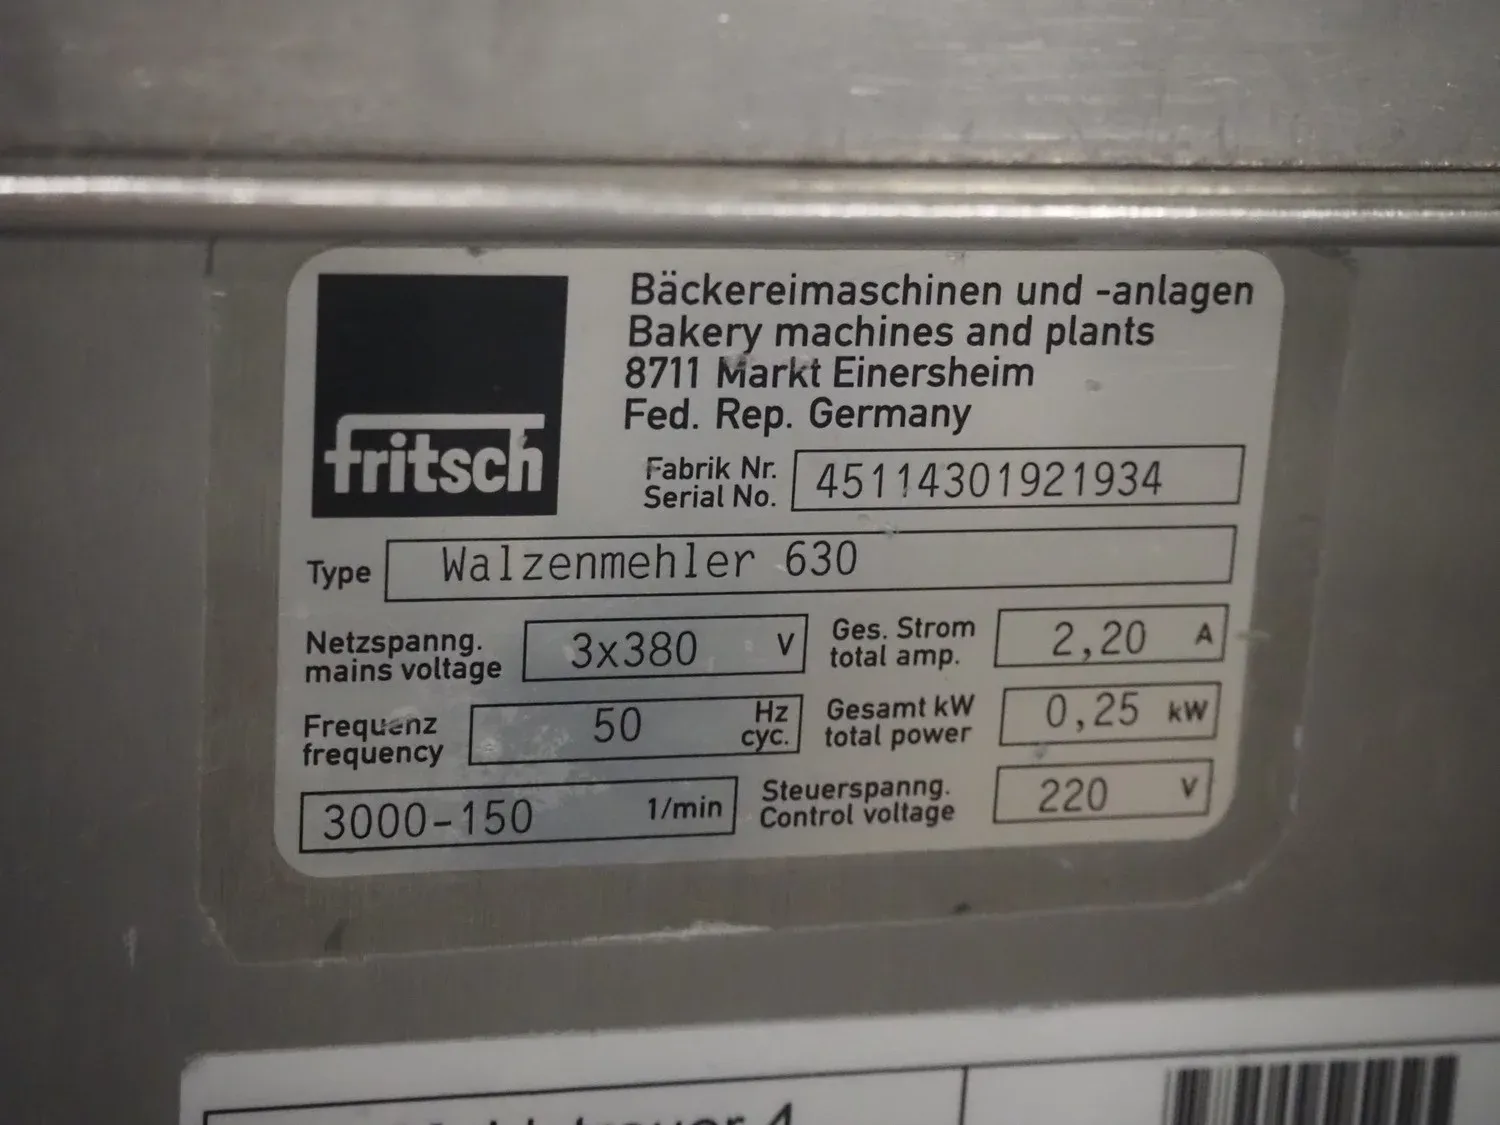 fritsch
Bäckereimaschinen und -anlagen
Bakery machines and plants
8711 Markt Einersheim
Fed. Rep. Germany
Fabrik Nr.
Serial No.
45114301921934
Type Walzenmehler 630
Netzspanng.
mains voltage
3x380 V
Ges. Strom
total amp.
2,20 A
Frequenz
frequency
50 Hz
cyc.
Gesamt kW
total power
0,25 kW
3000-150 1/min
Steuerspanng.
Control voltage
220 V